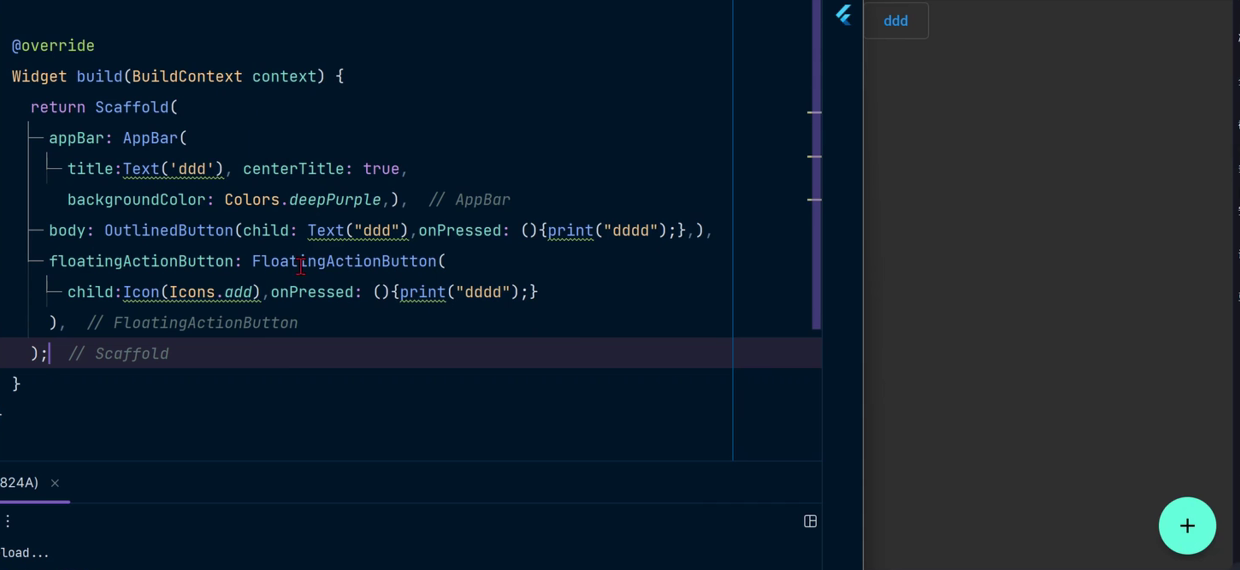 @override
Widget build(BuildContext context) {
return Scaffold(
appBar: AppBar(
title:Text('ddd'), centerTitle: true,
backgroundColor: Colors.deepPurple,), // AppBar
body: OutlinedButton(child: Text("ddd"),onPressed: (){print("dddd");},),
floatingActionButton: FloatingActionButton(
child:Icon(Icons.add),onPressed: (){print("dddd");}
), // FloatingActionButton
); // Scaffold
}
824A) ×
load...
ddd
+